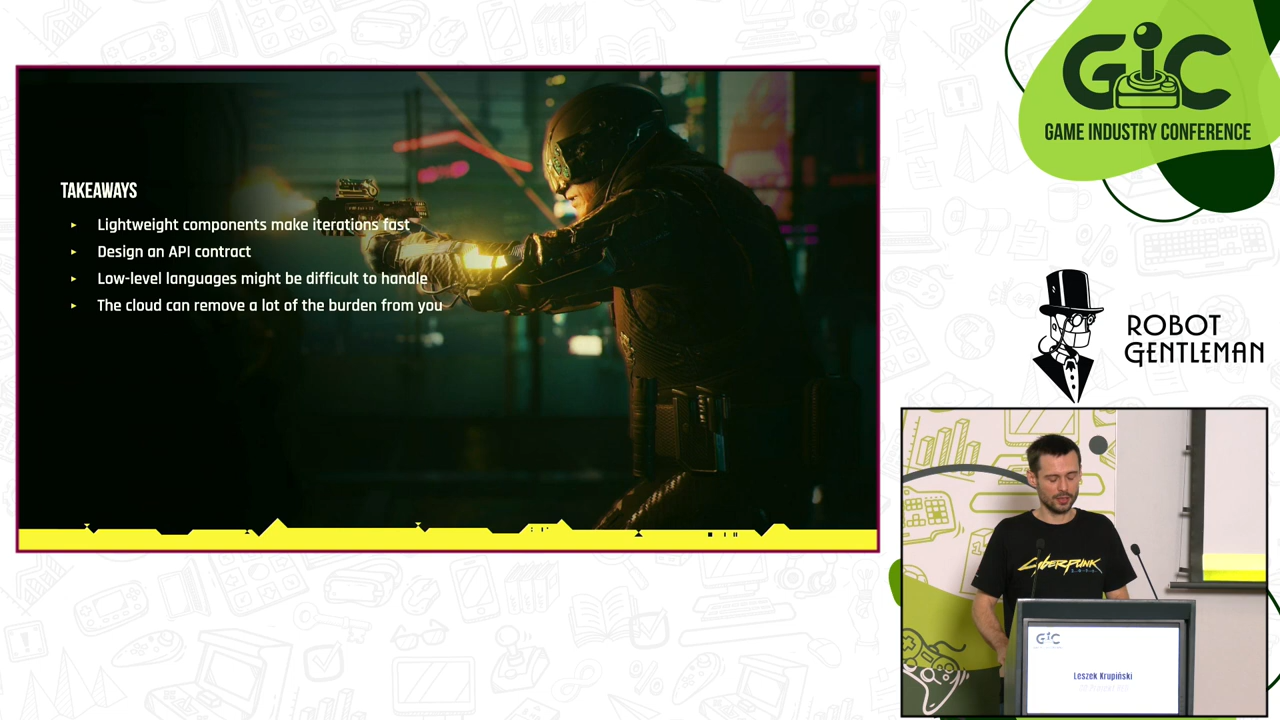 TAKEAWAYS
Lightweight components make iterations fast
Design an API contract
Low-level languages might be difficult to handle
The cloud can remove a lot of the burden from you
GIC
GAME INDUSTRY CONFERENCE
ROBOT
GENTLEMAN
CYBERPUNK
GIC
Leszek Krupiński